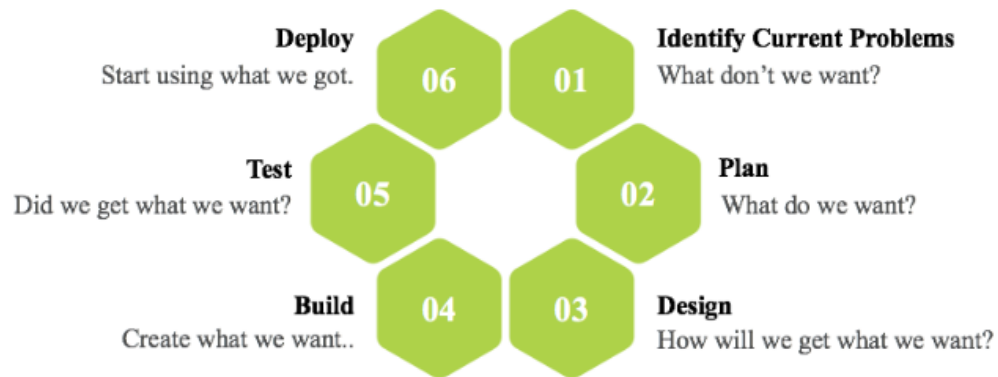 01
Identify Current Problems
What don’t we want?
02
Plan
What do we want?
03
Design
How will we get what we want?
04
Build
Create what we want..
05
Test
Did we get what we want?
06
Deploy
Start using what we got.